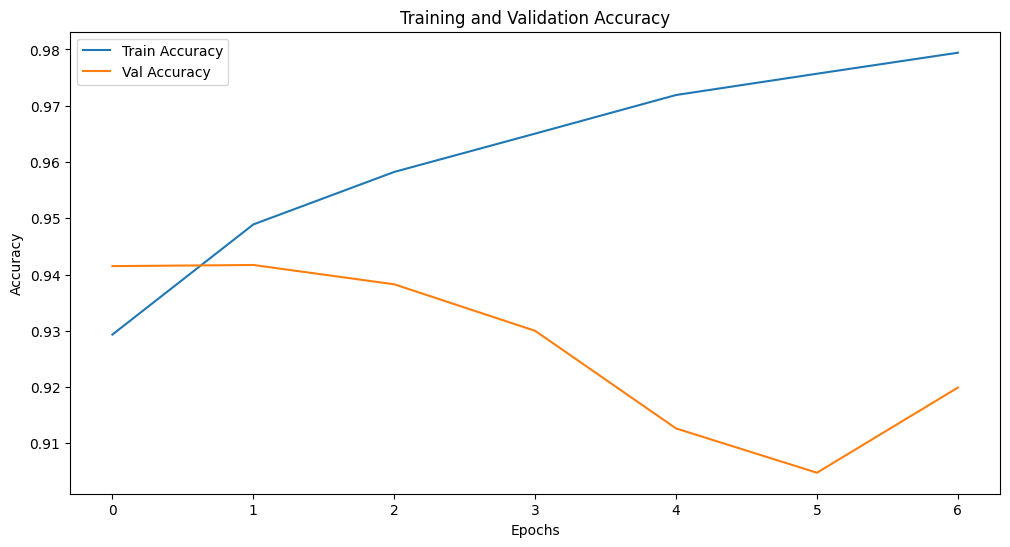 Training and Validation Accuracy
Train Accuracy
Val Accuracy
Accuracy
0.98
0.97
0.96
0.95
0.94
0.93
0.92
0.91
0 1 2 3 4 5 6
Epochs